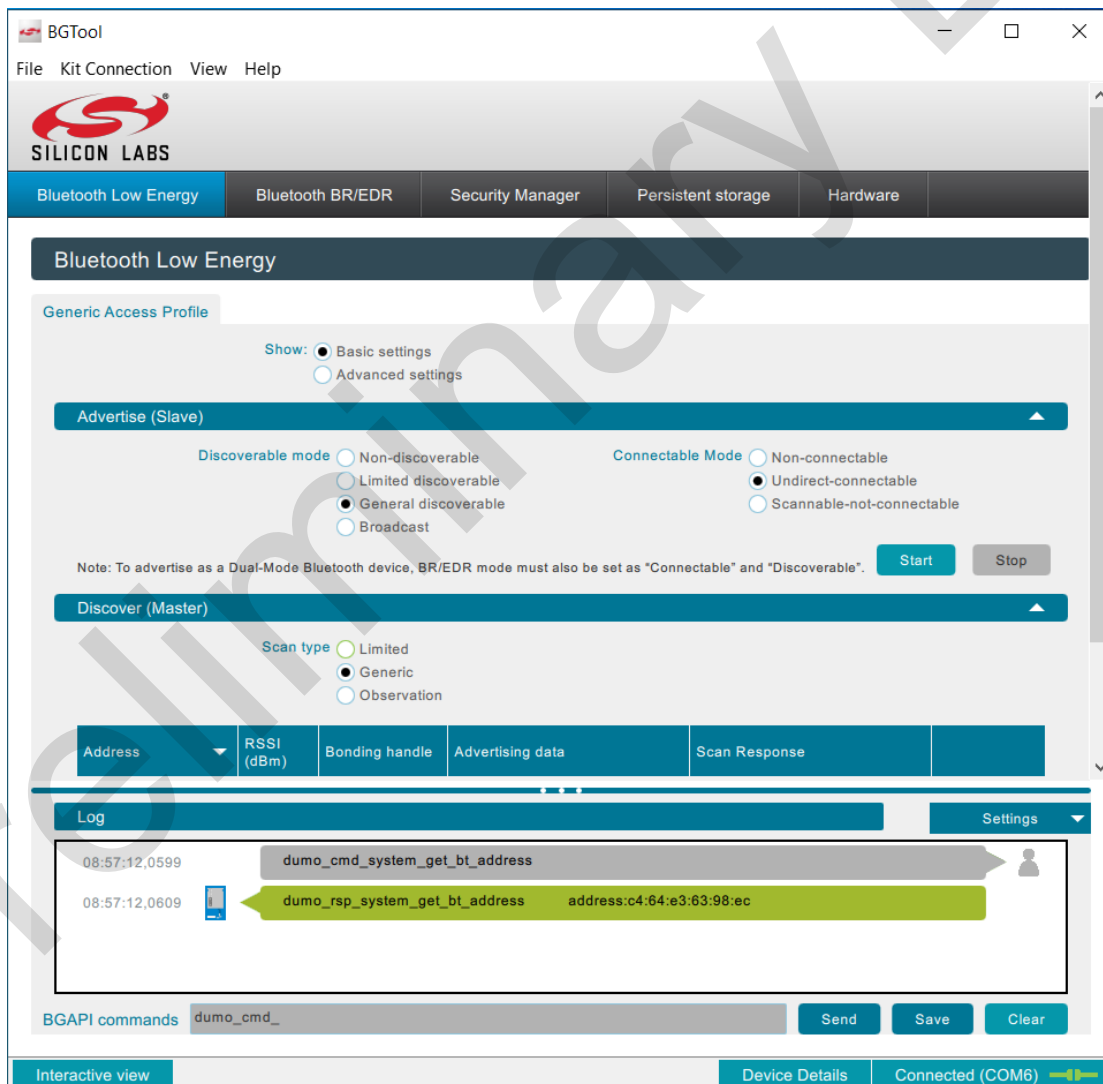 BGTool
File Kit Connection View Help
SILICON LABS
®
Bluetooth Low Energy Bluetooth BR/EDR Security Manager Persistent storage Hardware
Bluetooth Low Energy
Generic Access Profile
Show: Basic settings
Advanced settings
Advertise (Slave)
Discoverable mode Non-discoverable Connectable Mode Non-connectable
Limited discoverable Undirect-connectable
General discoverable Scannable-not-connectable
Broadcast
Note: To advertise as a Dual-Mode Bluetooth device, BR/EDR mode must also be set as "Connectable" and "Discoverable". Start Stop
Discover (Master)
Scan type Limited
Generic
Observation
Address RSSI (dBm) Bonding handle Advertising data Scan Response
Log Settings
08:57:12,0599 dumo_cmd_system_get_bt_address
08:57:12,0609 dumo_rsp_system_get_bt_address address:c4:64:e3:63:98:ec
BGAPI commands dumo_cmd_ Send Save Clear
Interactive view Device Details Connected (COM6)